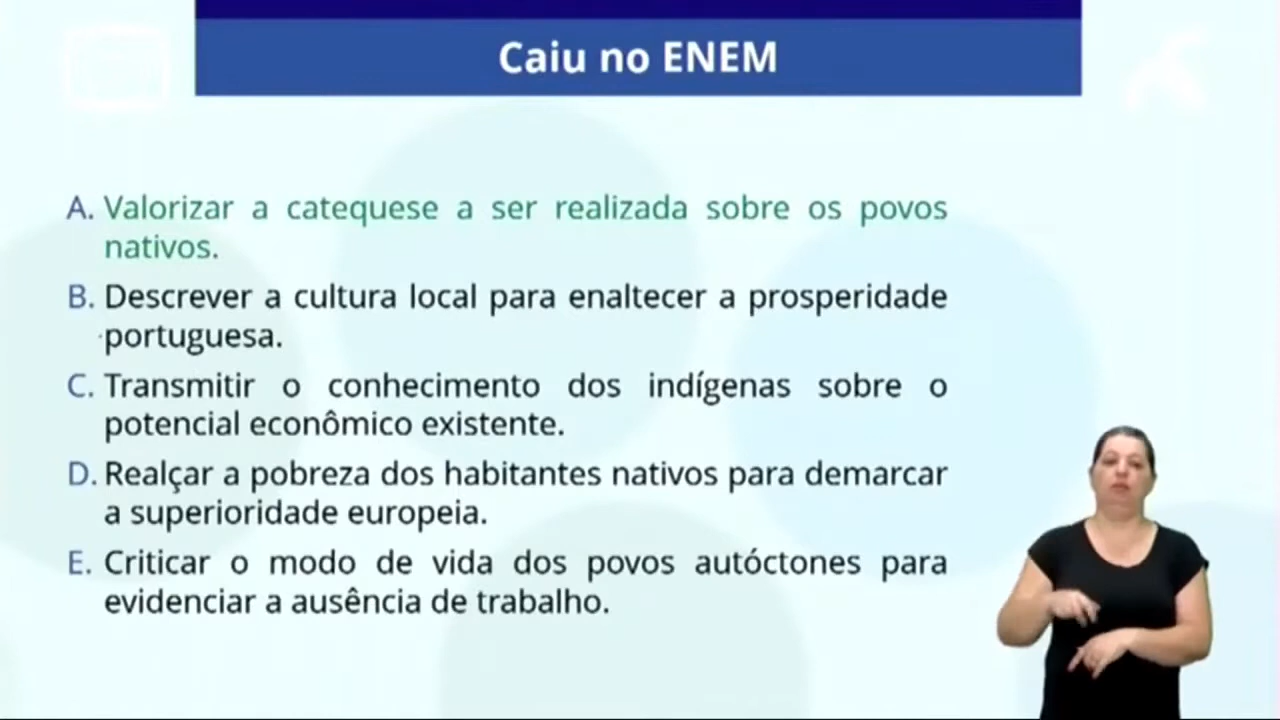 Caiu no ENEM
A. Valorizar a catequese a ser realizada sobre os povos
nativos.
B. Descrever a cultura local para enaltecer a prosperidade
portuguesa.
C. Transmitir o conhecimento dos indígenas sobre o
potencial econômico existente.
D. Realçar a pobreza dos habitantes nativos para demarcar
a superioridade europeia.
E. Criticar o modo de vida dos povos autóctones para
evidenciar a ausência de trabalho.